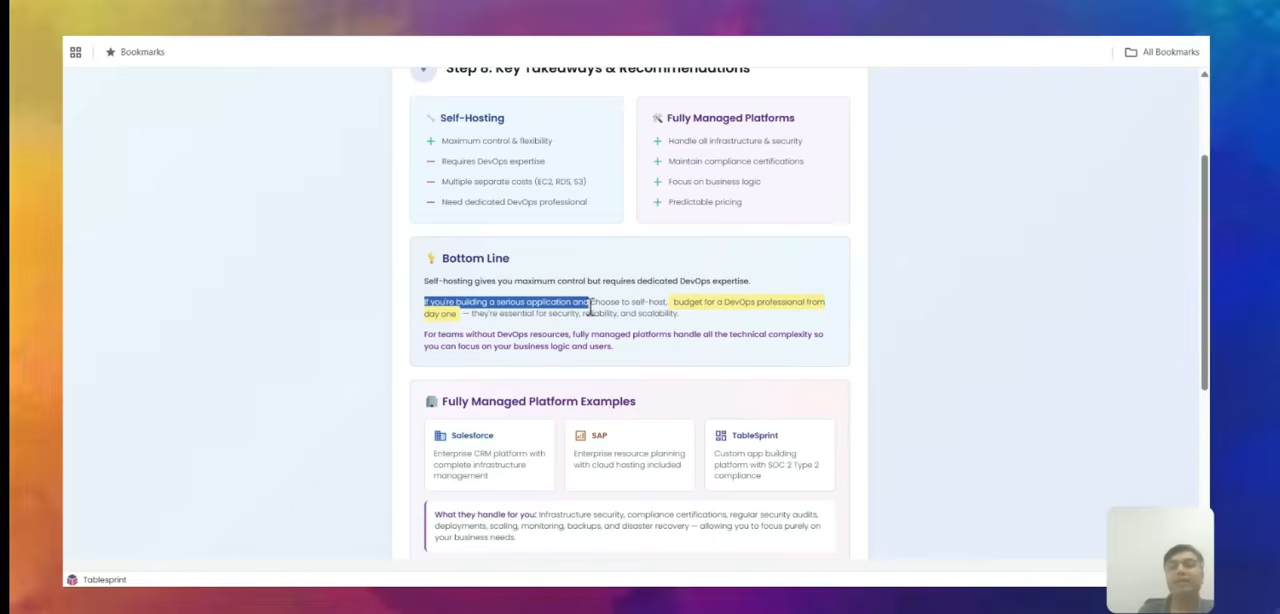 Bookmarks
All Bookmarks
Step 8: Key Takeaways & Recommendations
Self-Hosting
Maximum control & flexibility
Requires DevOps expertise
Multiple separate costs (EC2, RDS, S3)
Need dedicated DevOps professional
Fully Managed Platforms
Handle all infrastructure & security
Maintain compliance certifications
Focus on business logic
Predictable pricing
Bottom Line
Self-hosting gives you maximum control but requires dedicated DevOps expertise.
If you're building a serious application and choose to self-host, budget for a DevOps professional from
day one — they're essential for security, reliability, and scalability.
For teams without DevOps resources, fully managed platforms handle all the technical complexity so
you can focus on your business logic and users.
Fully Managed Platform Examples
Salesforce
Enterprise CRM platform with
complete infrastructure
management
SAP
Enterprise resource planning
with cloud hosting included
TableSprint
Custom app building
platform with SOC 2 Type 2
compliance
What they handle for you: Infrastructure security, compliance certifications, regular security audits,
deployments, scaling, monitoring, backups, and disaster recovery — allowing you to focus purely on
your business needs.
Tablesprint